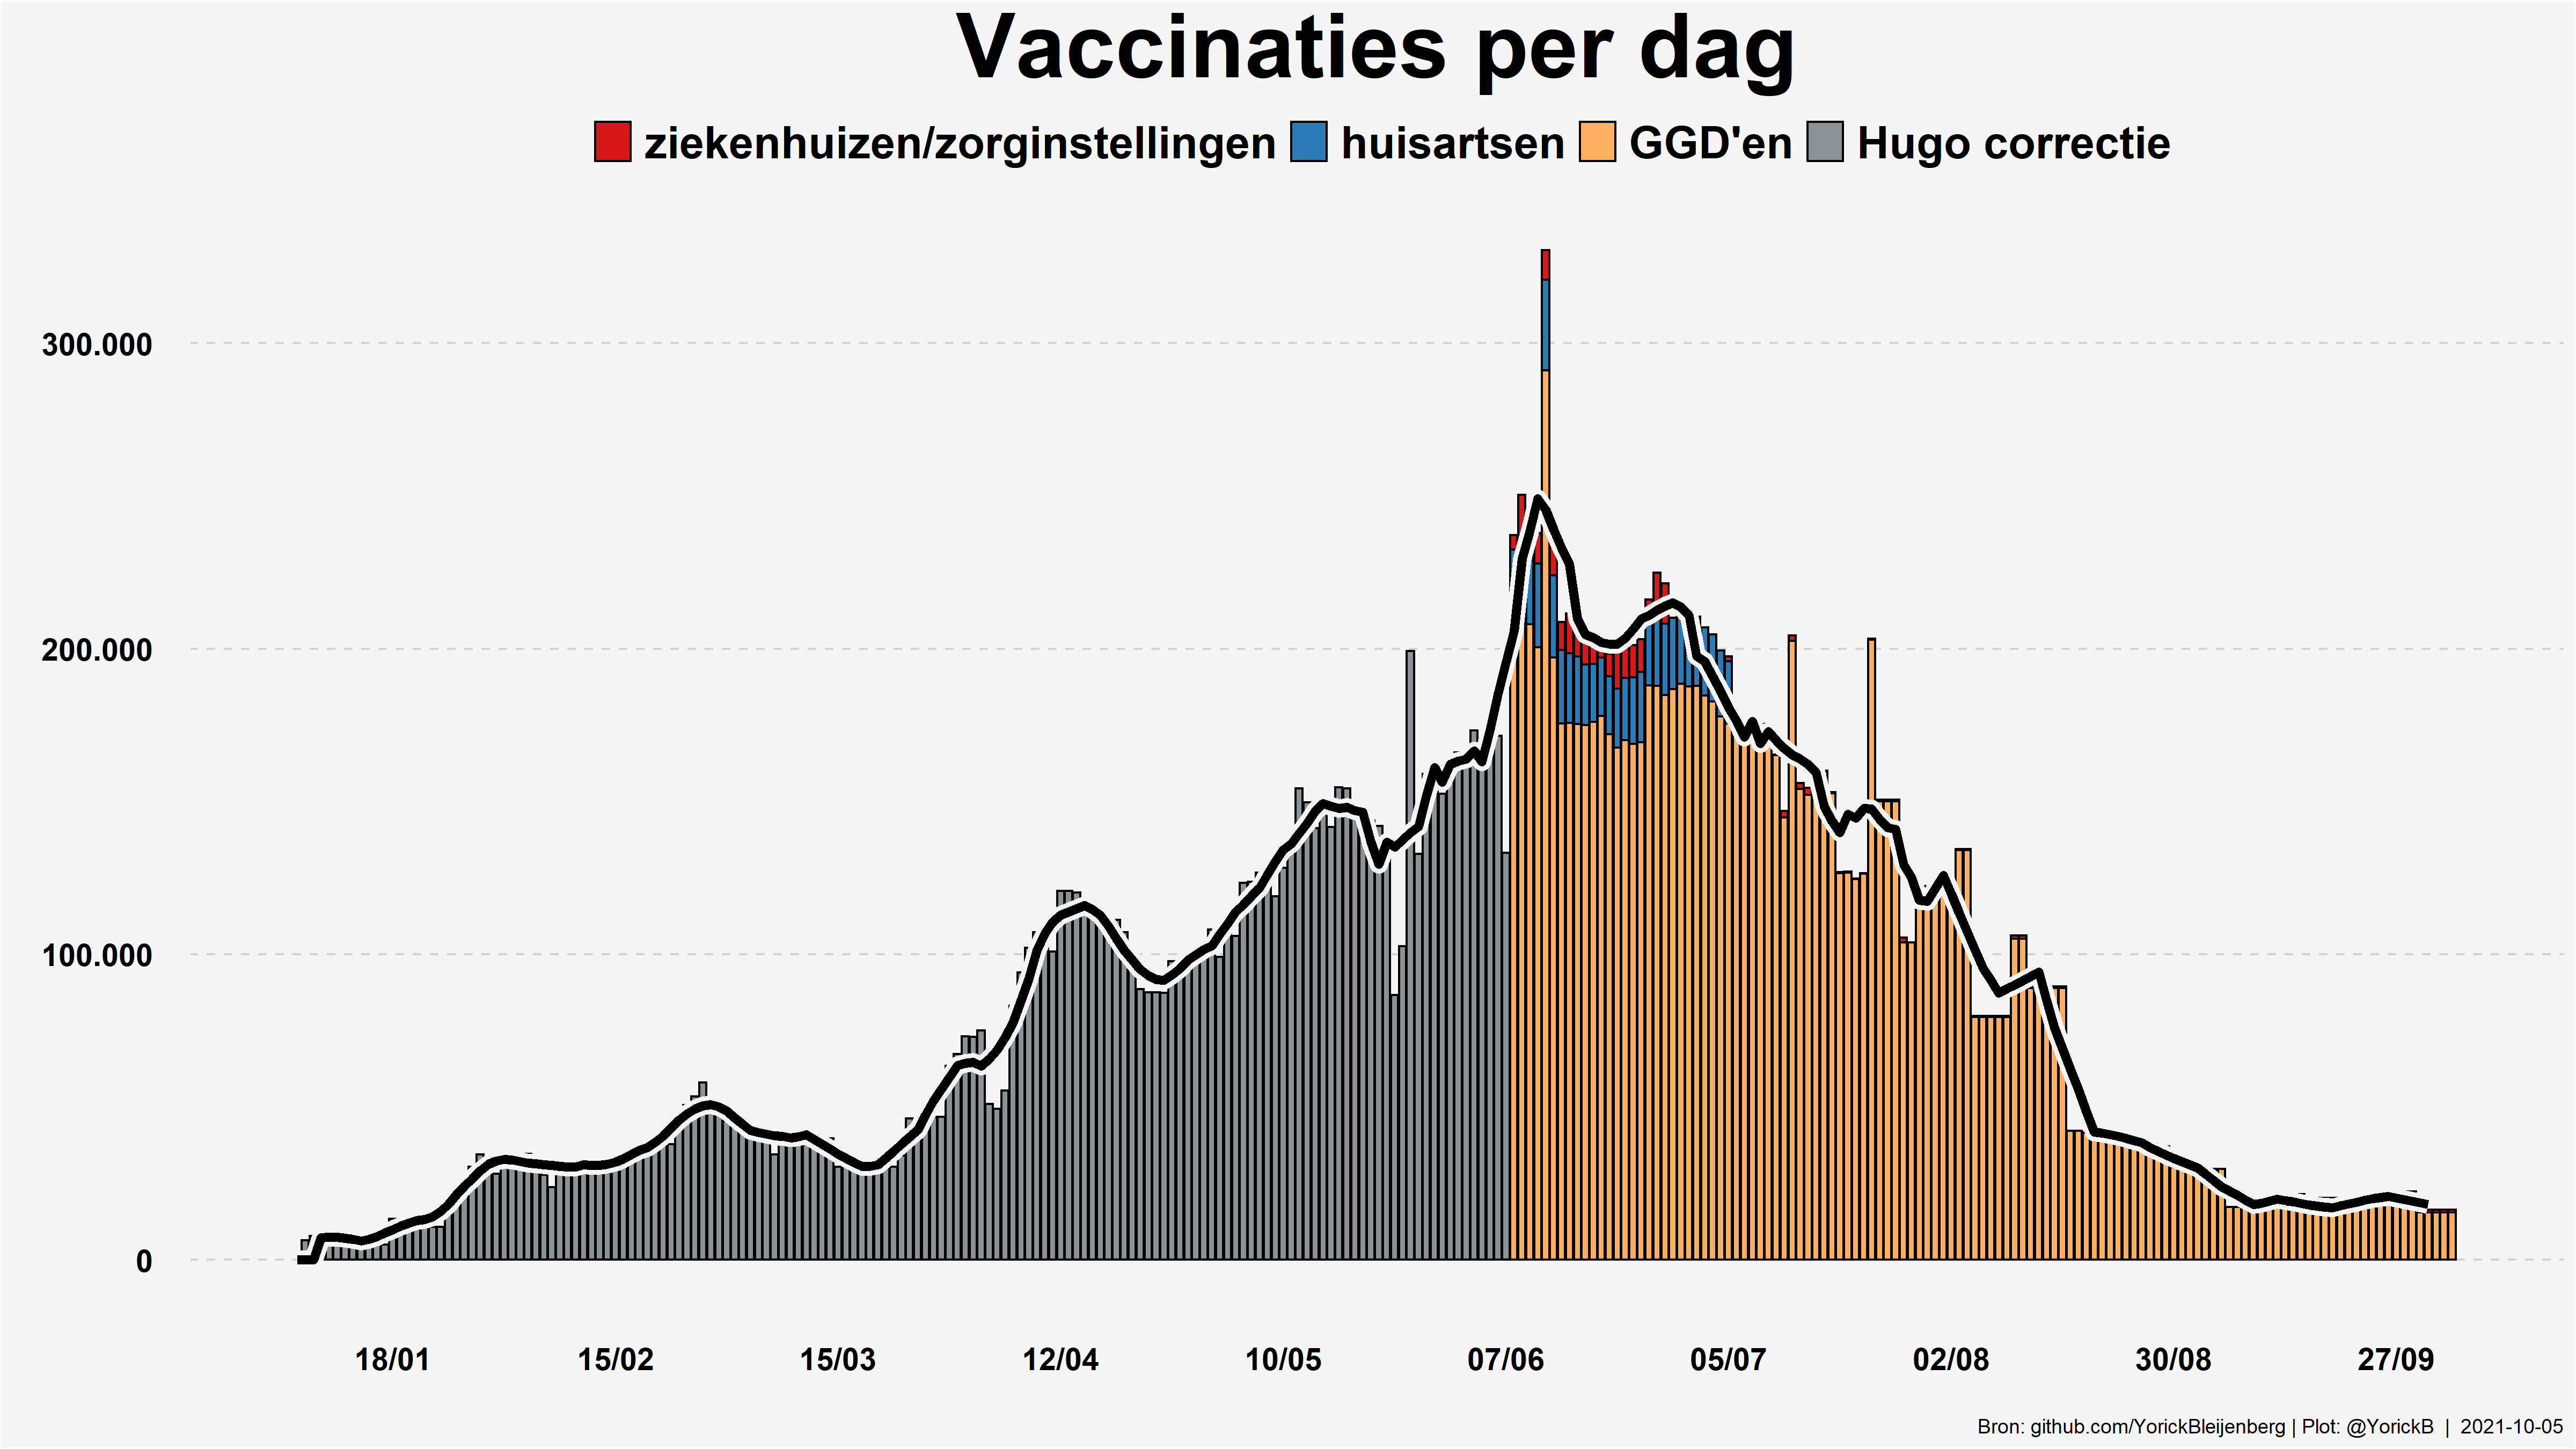 Vaccinaties per dag
ziekenhuizen/zorginstellingen huisartsen GGD'en Hugo correctie
300.000
200.000
100.000
0
18/01 15/02 15/03 12/04 10/05 07/06 05/07 02/08 30/08 27/09
Bron: github.com/YorickBleijenberg | Plot: @YorickB | 2021-10-05